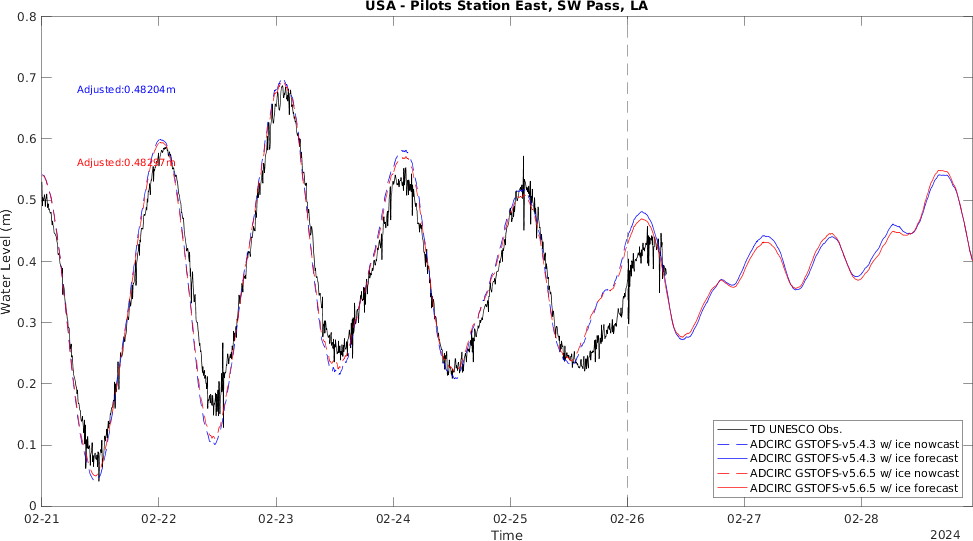 USA - Pilots Station East, SW Pass, LA
0.8
0.7
0.6
0.5
0.4
0.3
0.2
0.1
0
Water Level (m)
Adjusted:0.48204m
Adjusted:0.48297m
TD UNESCO Obs.
ADCIRC GSTOFS-v5.4.3 w/ ice nowcast
ADCIRC GSTOFS-v5.4.3 w/ ice forecast
ADCIRC GSTOFS-v5.6.5 w/ ice nowcast
ADCIRC GSTOFS-v5.6.5 w/ ice forecast
02-21 02-22 02-23 02-24 02-25 02-26 02-27 02-28
Time
2024